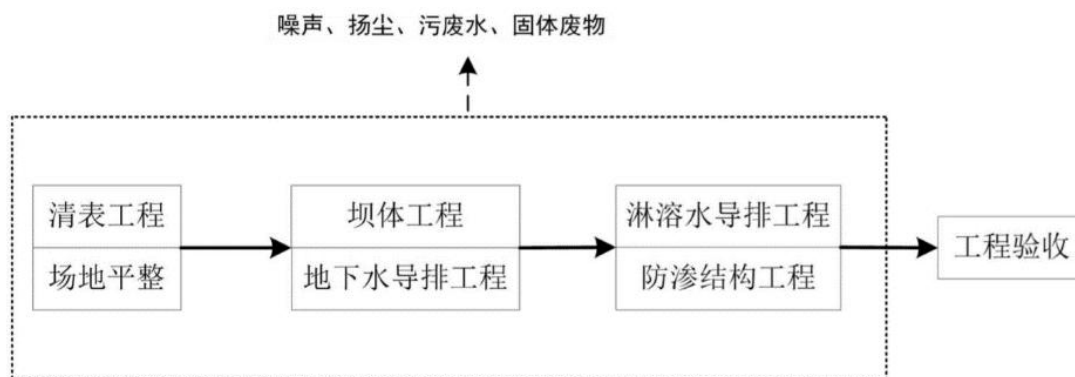 噪声、扬尘、污废水、固体废物
清表工程
场地平整
坝体工程
地下水导排工程
淋溶水导排工程
防渗结构工程
工程验收